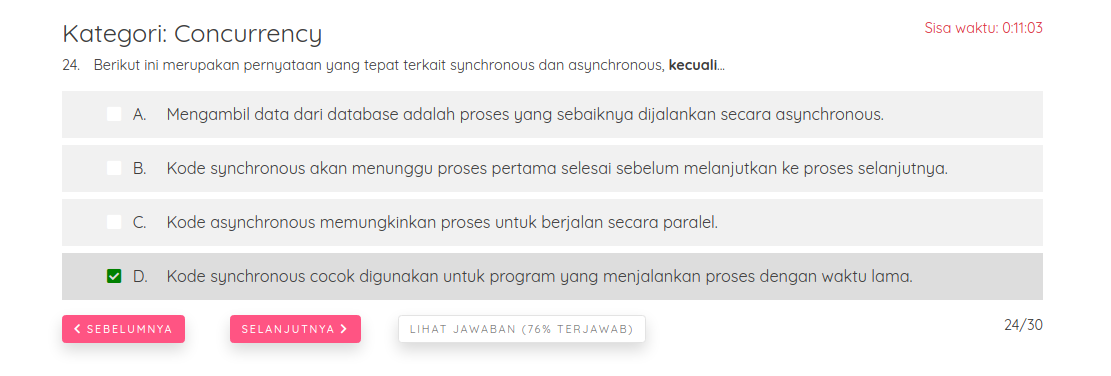 Kategori: Concurrency
Sisa waktu: 0:11:03
24. Berikut ini merupakan pernyataan yang tepat terkait synchronous dan asynchronous, kecuali...
A. Mengambil data dari database adalah proses yang sebaiknya dijalankan secara asynchronous.
B. Kode synchronous akan menunggu proses pertama selesai sebelum melanjutkan ke proses selanjutnya.
C. Kode asynchronous memungkinkan proses untuk berjalan secara paralel.
D. Kode synchronous cocok digunakan untuk program yang menjalankan proses dengan waktu lama.
SEBELUMNYA
SELANJUTNYA
LIHAT JAWABAN (76% TERJAWAB)
24/30